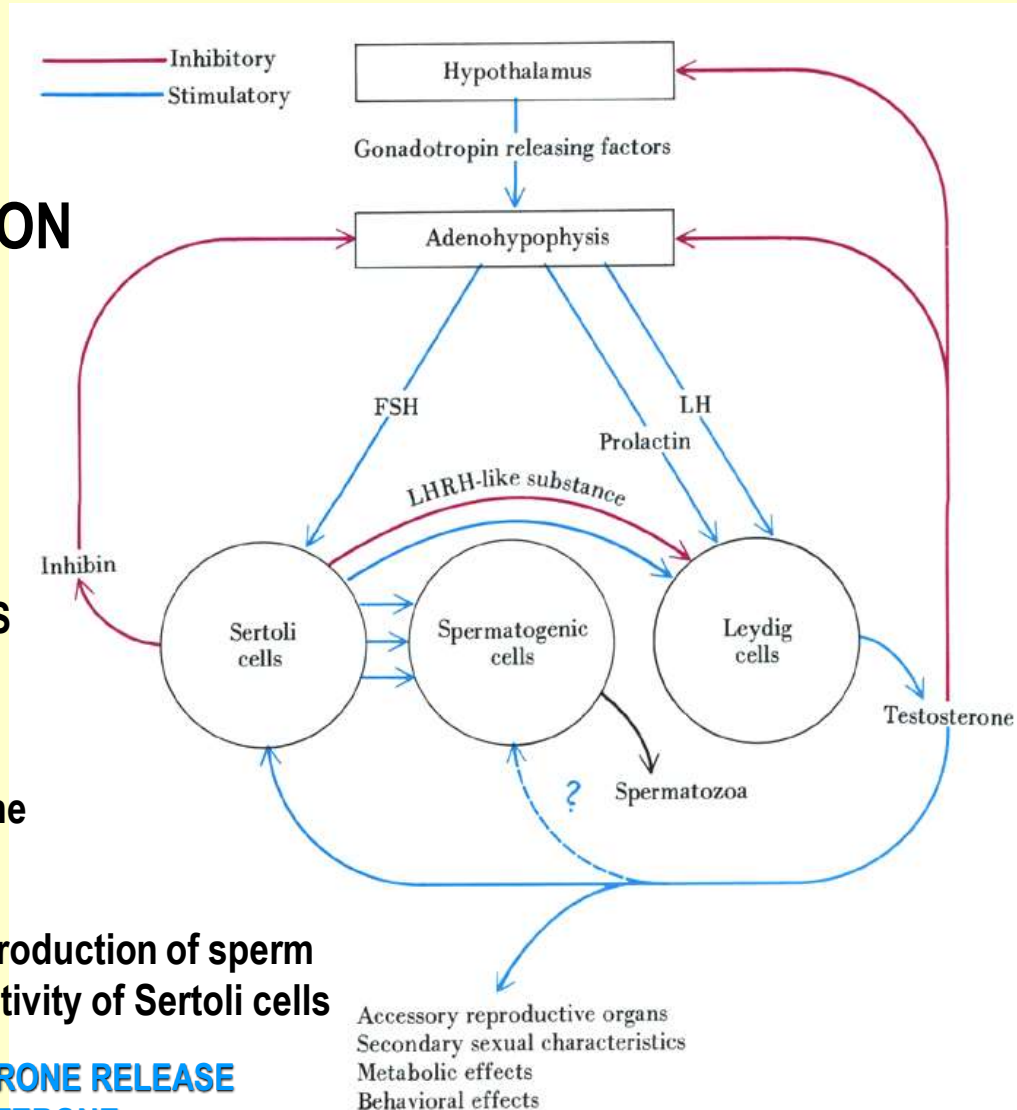 Inhibitory
Stimulatory
Hypothalamus
Gonadotropin releasing factors
ON
Adenohypophysis
FSH
LH
Prolactin
LHRH-like substance
Inhibin
S
Sertoli
cells
Spermatogenic
cells
Leydig
cells
Testosterone
?
Spermatozoa
ne
roduction of sperm
tivity of Sertoli cells
Accessory reproductive organs
Secondary sexual characteristics
Metabolic effects
Behavioral effects
RONE RELEASE